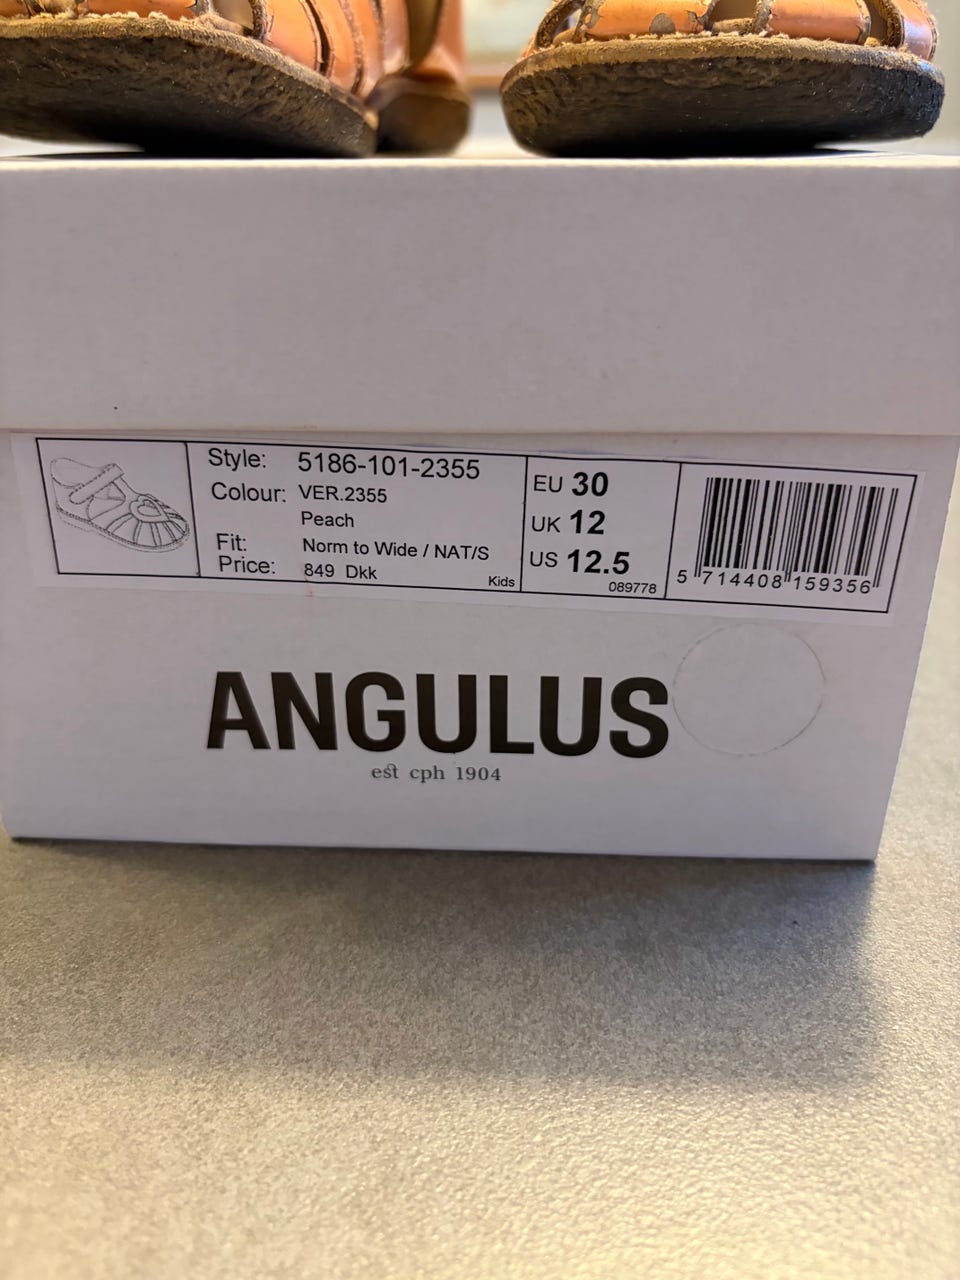 Style: 5186-101-2355
Colour: VER.2355
Peach
Fit: Norm to Wide / NAT/S
Price: 849 Dkk
Kids
EU 30
UK 12
US 12.5
089778
5 714408 159356
ANGULUS
est cph 1904